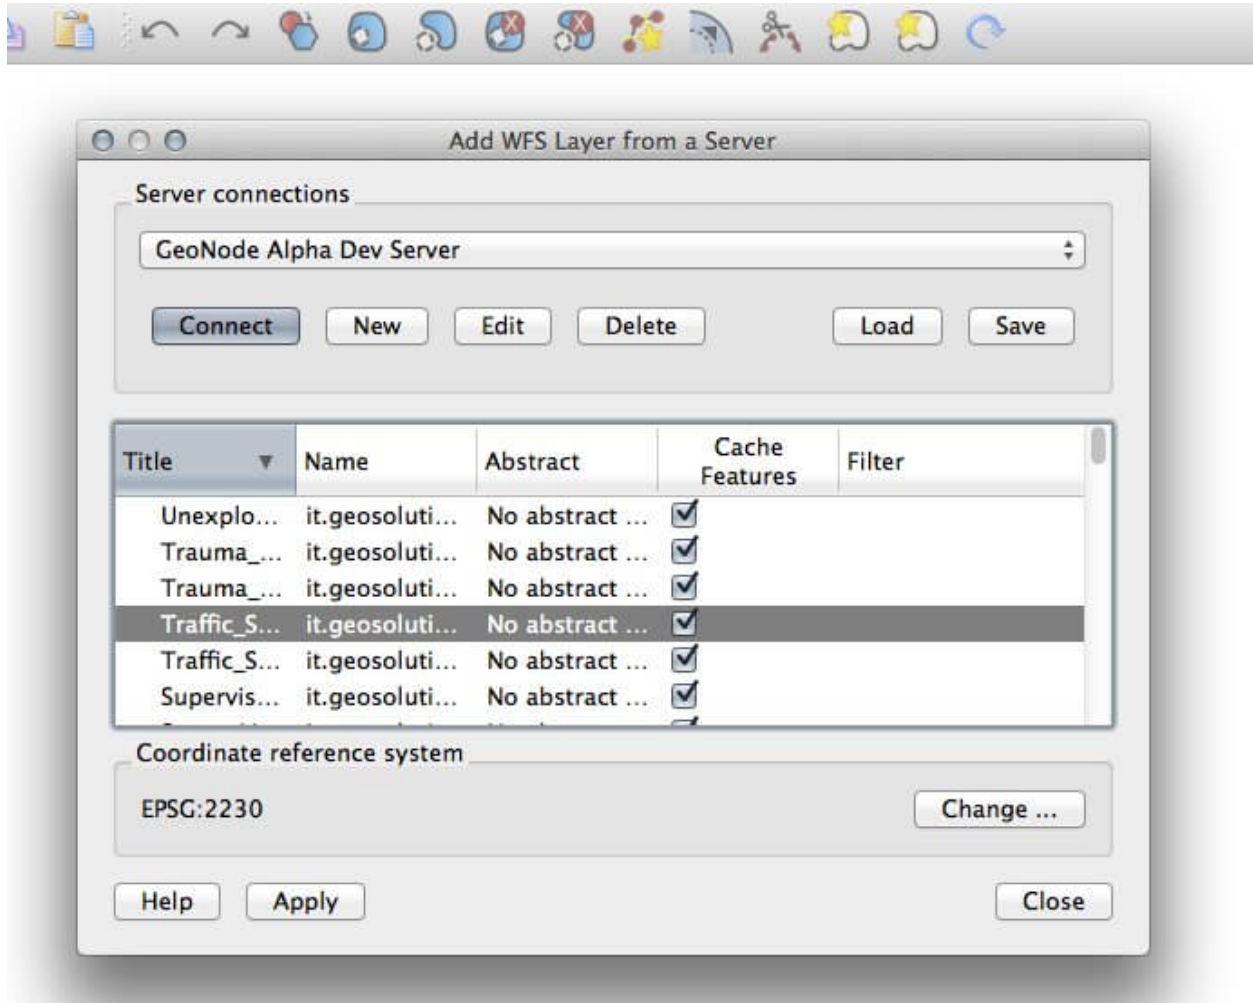 Add WFS Layer from a Server
Server connections
GeoNode Alpha Dev Server
Connect New Edit Delete Load Save
Title Name Abstract Cache Features Filter
Unexplo... it.geosoluti... No abstract ...
Trauma_... it.geosoluti... No abstract ...
Trauma_... it.geosoluti... No abstract ...
Traffic_S... it.geosoluti... No abstract ...
Traffic_S... it.geosoluti... No abstract ...
Supervis... it.geosoluti... No abstract ...
Coordinate reference system
EPSG:2230 Change ...
Help Apply Close